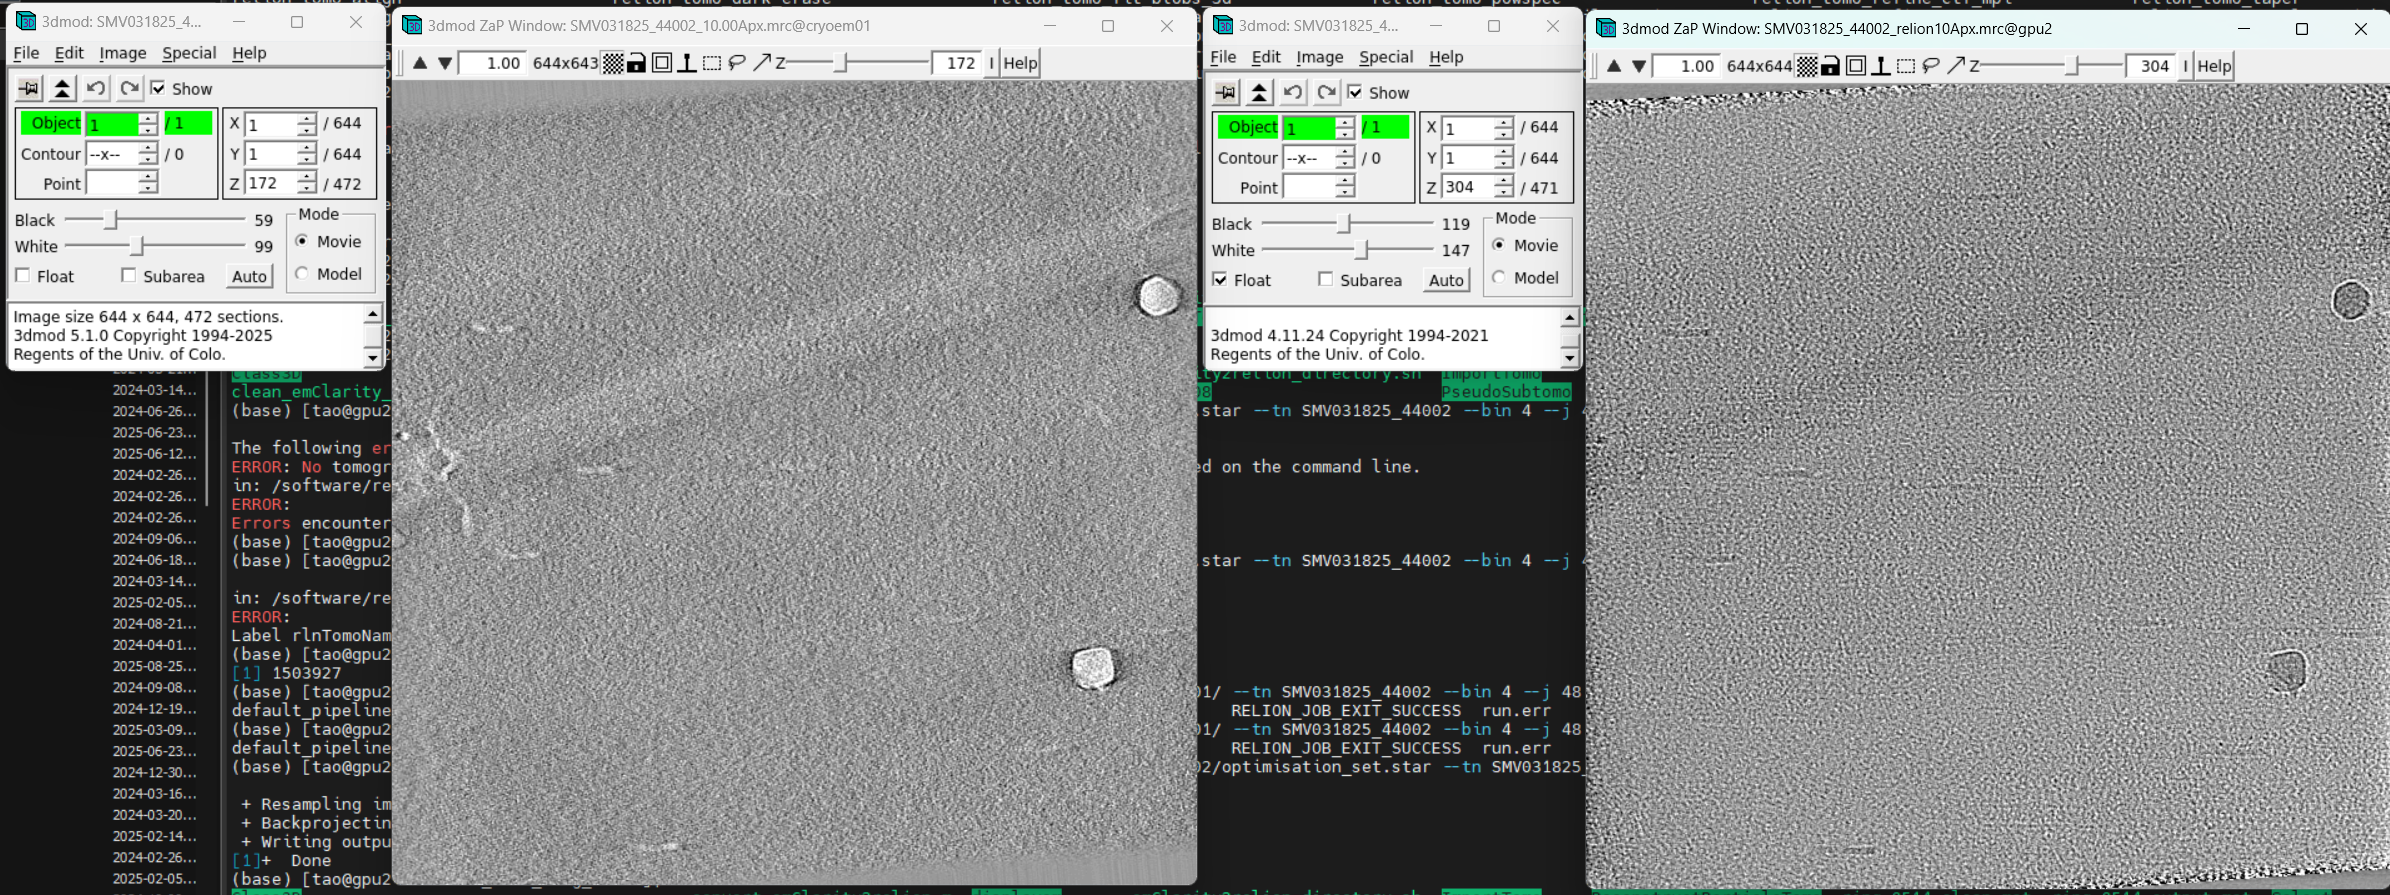 3dmod: SMV031825_4...
File Edit Image Special Help
Show
Object 1 / 1
X 1 / 644
Contour --x-- / 0
Y 1 / 644
Point
Z 172 / 472
Black 59
Mode
White 99
Movie
Float Subarea Auto
Model
Image size 644 x 644, 472 sections.
3dmod 5.1.0 Copyright 1994-2025
Regents of the Univ. of Colo.
3dmod ZaP Window: SMV031825_44002_10.00Apx.mrc@cryoem01
1.00 644x643 Z 172 I Help
3dmod: SMV031825_4...
File Edit Image Special Help
Show
Object 1 / 1
X 1 / 644
Contour --x-- / 0
Y 1 / 644
Point
Z 304 / 471
Black 119
Mode
White 147
Movie
Float Subarea Auto
Model
3dmod 4.11.24 Copyright 1994-2021
Regents of the Univ. of Colo.
3dmod ZaP Window: SMV031825_44002_relion10Apx.mrc@gpu2
1.00 644x644 Z 304 I Help
2024-03-14...
2024-06-26...
2025-06-23...
2025-06-12...
2024-02-26...
2024-02-26...
2024-02-26...
2024-09-06...
2024-06-18...
2024-03-14...
2025-02-05...
2024-08-21...
2024-04-01...
2025-08-25...
2024-09-08...
2024-12-19...
2025-03-09...
2025-06-23...
2024-12-30...
2024-03-16...
2024-03-20...
2025-02-14...
2024-02-26...
2025-02-05...
Class3D
ity2relion_directory.sh ImportTomo
clean_emClarity_
08 PseudoSubtomo
(base) [tao@gpu2
.star --tn SMV031825_44002 --bin 4 --j 4
The following er
ERROR: No tomogr
ed on the command line.
in: /software/re
ERROR:
Errors encounter
(base) [tao@gpu2
(base) [tao@gpu2
.star --tn SMV031825_44002 --bin 4 --j 4
in: /software/re
ERROR:
Label rlnTomoNam
(base) [tao@gpu2
[1] 1503927
(base) [tao@gpu2
01/ --tn SMV031825_44002 --bin 4 --j 48
default_pipeline
RELION_JOB_EXIT_SUCCESS run.err
(base) [tao@gpu2
01/ --tn SMV031825_44002 --bin 4 --j 48
default_pipeline
RELION_JOB_EXIT_SUCCESS run.err
(base) [tao@gpu2
02/optimisation_set.star --tn SMV031825_
+ Resampling im
+ Backprojectin
+ Writing outpu
[1]+ Done
(base) [tao@gpu2